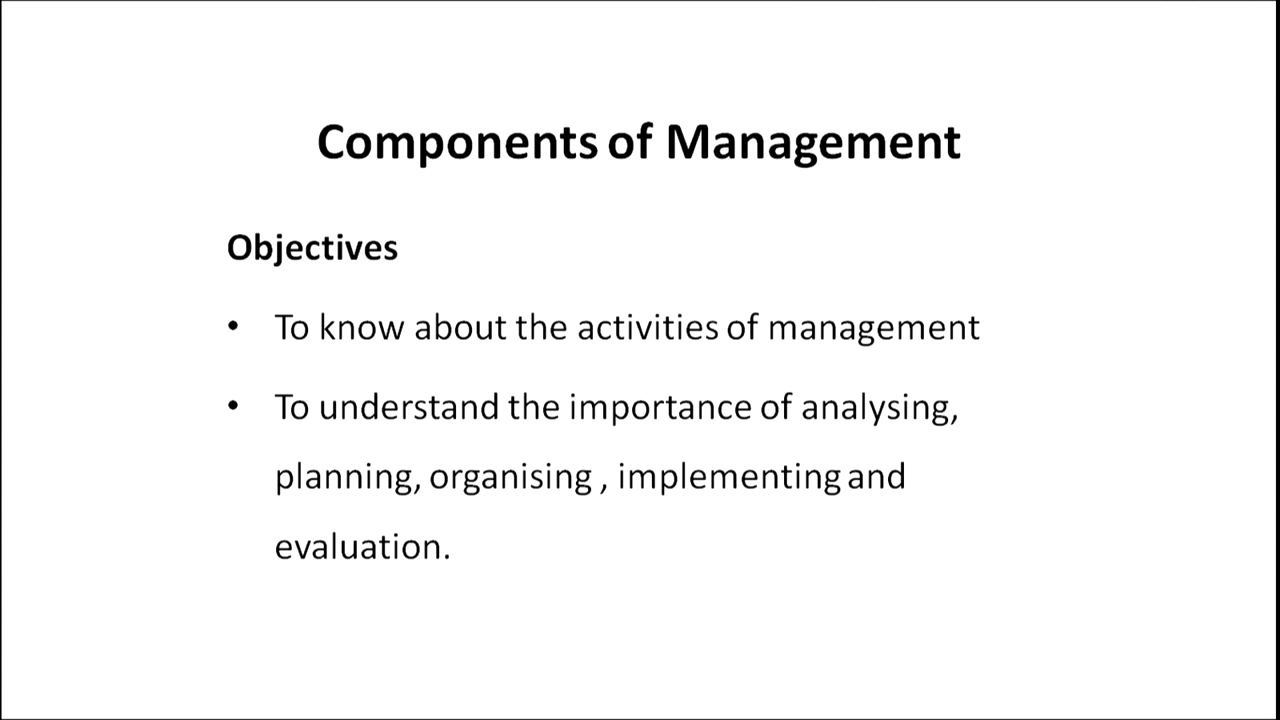 Components of Management
Objectives
• To know about the activities of management
• To understand the importance of analysing,
planning, organising , implementing and
evaluation.